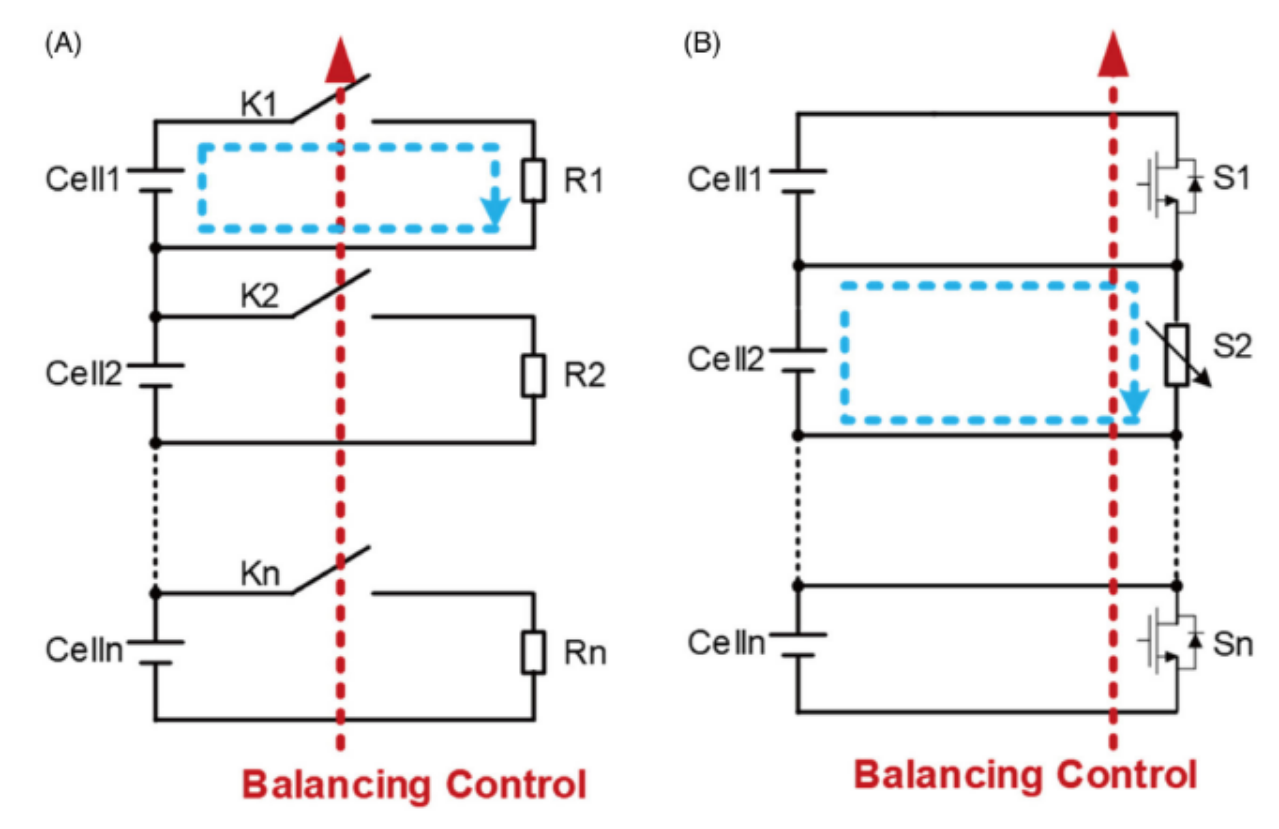 (A)
K1
Cell1
R1
K2
Cell2
R2
Kn
Celln
Rn
Balancing Control
(B)
Cell1
S1
Cell2
S2
Celln
Sn
Balancing Control